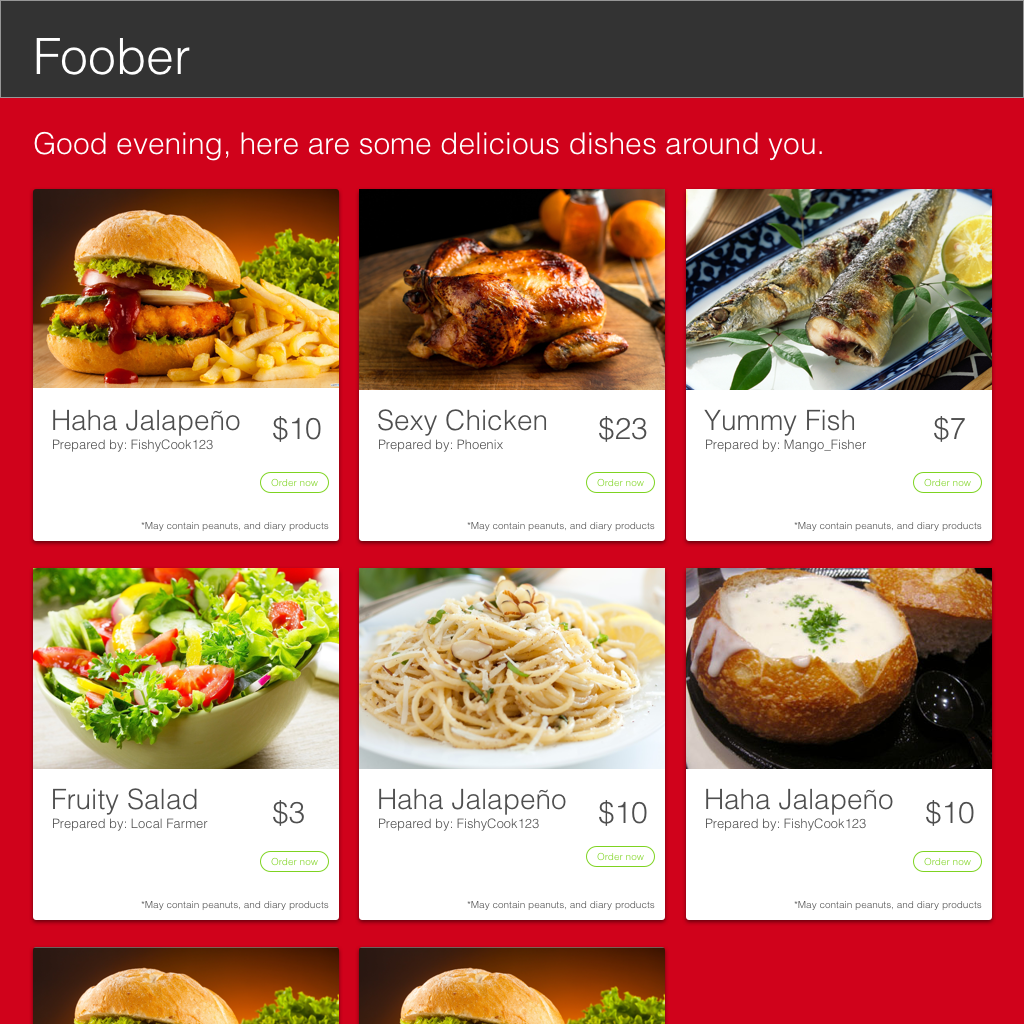 Foober
Good evening, here are some delicious dishes around you.
Haha Jalapeño
$10
Prepared by: FishyCook123
Order now
*May contain peanuts, and diary products
Sexy Chicken
$23
Prepared by: Phoenix
Order now
*May contain peanuts, and diary products
Yummy Fish
$7
Prepared by: Mango_Fisher
Order now
*May contain peanuts, and diary products
Fruity Salad
$3
Prepared by: Local Farmer
Order now
*May contain peanuts, and diary products
Haha Jalapeño
$10
Prepared by: FishyCook123
Order now
*May contain peanuts, and diary products
Haha Jalapeño
$10
Prepared by: FishyCook123
Order now
*May contain peanuts, and diary products